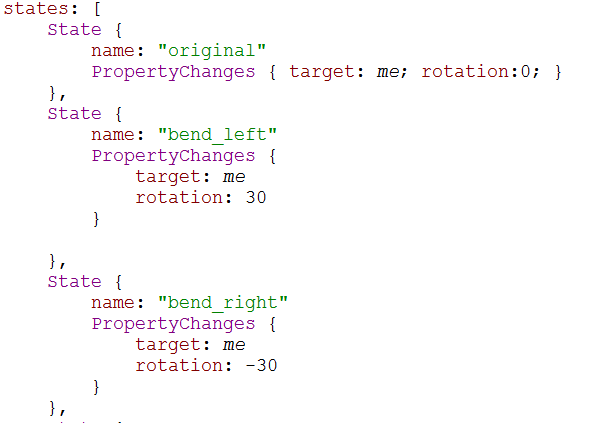 states: [
    State {
        name: "original"
        PropertyChanges { target: me; rotation:0; }
    },
    State {
        name: "bend_left"
        PropertyChanges {
            target: me
            rotation: 30
        }

    },
    State {
        name: "bend_right"
        PropertyChanges {
            target: me
            rotation: -30
        }
    },